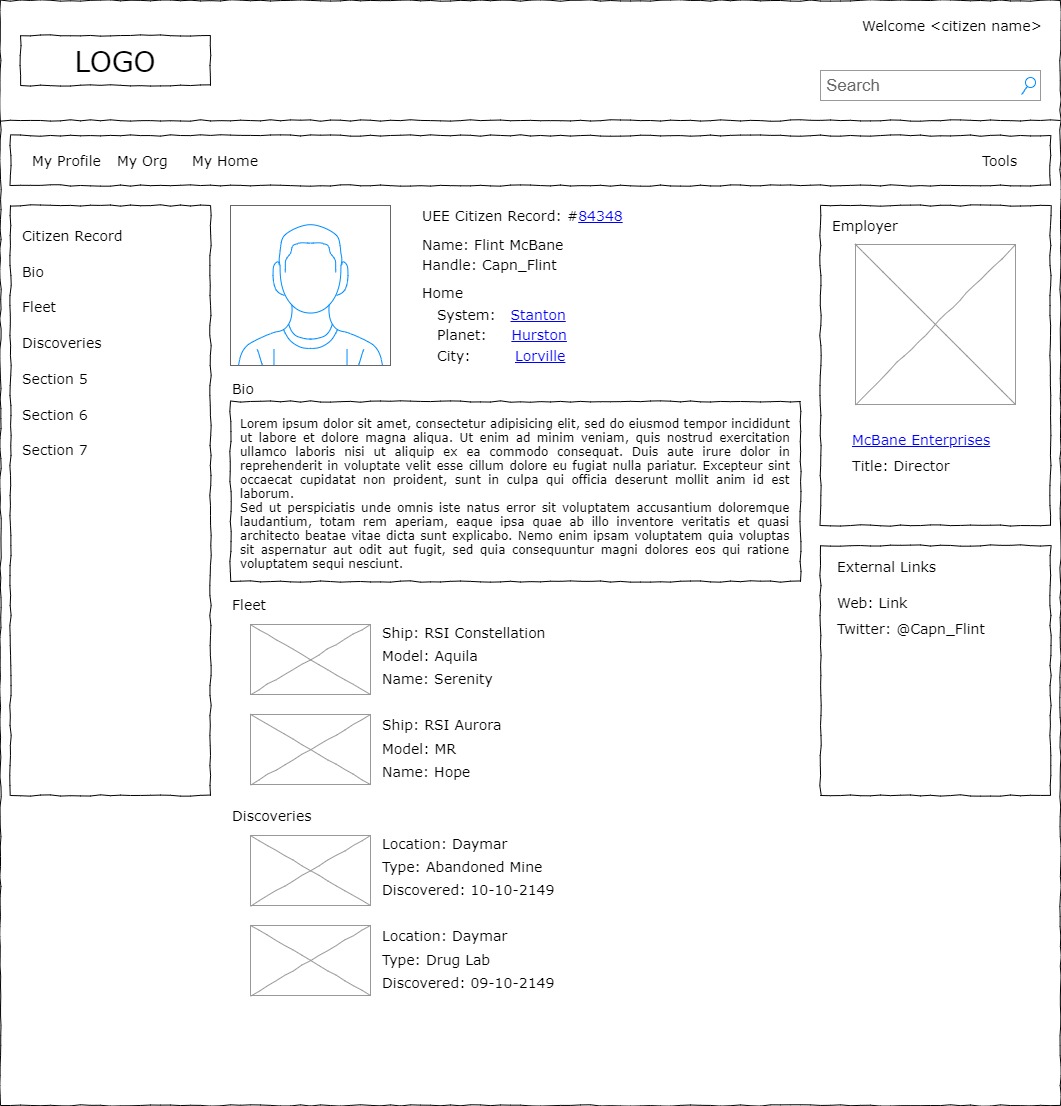 Welcome <citizen name>
LOGO
Search
My Profile My Org My Home Tools
Citizen Record
Bio
Fleet
Discoveries
Section 5
Section 6
Section 7
UEE Citizen Record: #84348
Name: Flint McBane
Handle: Capn_Flint
Home
System: Stanton
Planet: Hurston
City: Lorville
Bio
Lorem ipsum dolor sit amet, consectetur adipisicing elit, sed do eiusmod tempor incididunt
ut labore et dolore magna aliqua. Ut enim ad minim veniam, quis nostrud exercitation
ullamco laboris nisi ut aliquip ex ea commodo consequat. Duis aute irure dolor in
reprehenderit in voluptate velit esse cillum dolore eu fugiat nulla pariatur. Excepteur sint
occaecat cupidatat non proident, sunt in culpa qui officia deserunt mollit anim id est
laborum.
Sed ut perspiciatis unde omnis iste natus error sit voluptatem accusantium doloremque
laudantium, totam rem aperiam, eaque ipsa quae ab illo inventore veritatis et quasi
architecto beatae vitae dicta sunt explicabo. Nemo enim ipsam voluptatem quia voluptas
sit aspernatur aut odit aut fugit, sed quia consequuntur magni dolores eos qui ratione
voluptatem sequi nesciunt.
Fleet
Ship: RSI Constellation
Model: Aquila
Name: Serenity
Ship: RSI Aurora
Model: MR
Name: Hope
Discoveries
Location: Daymar
Type: Abandoned Mine
Discovered: 10-10-2149
Location: Daymar
Type: Drug Lab
Discovered: 09-10-2149
Employer
McBane Enterprises
Title: Director
External Links
Web: Link
Twitter: @Capn_Flint